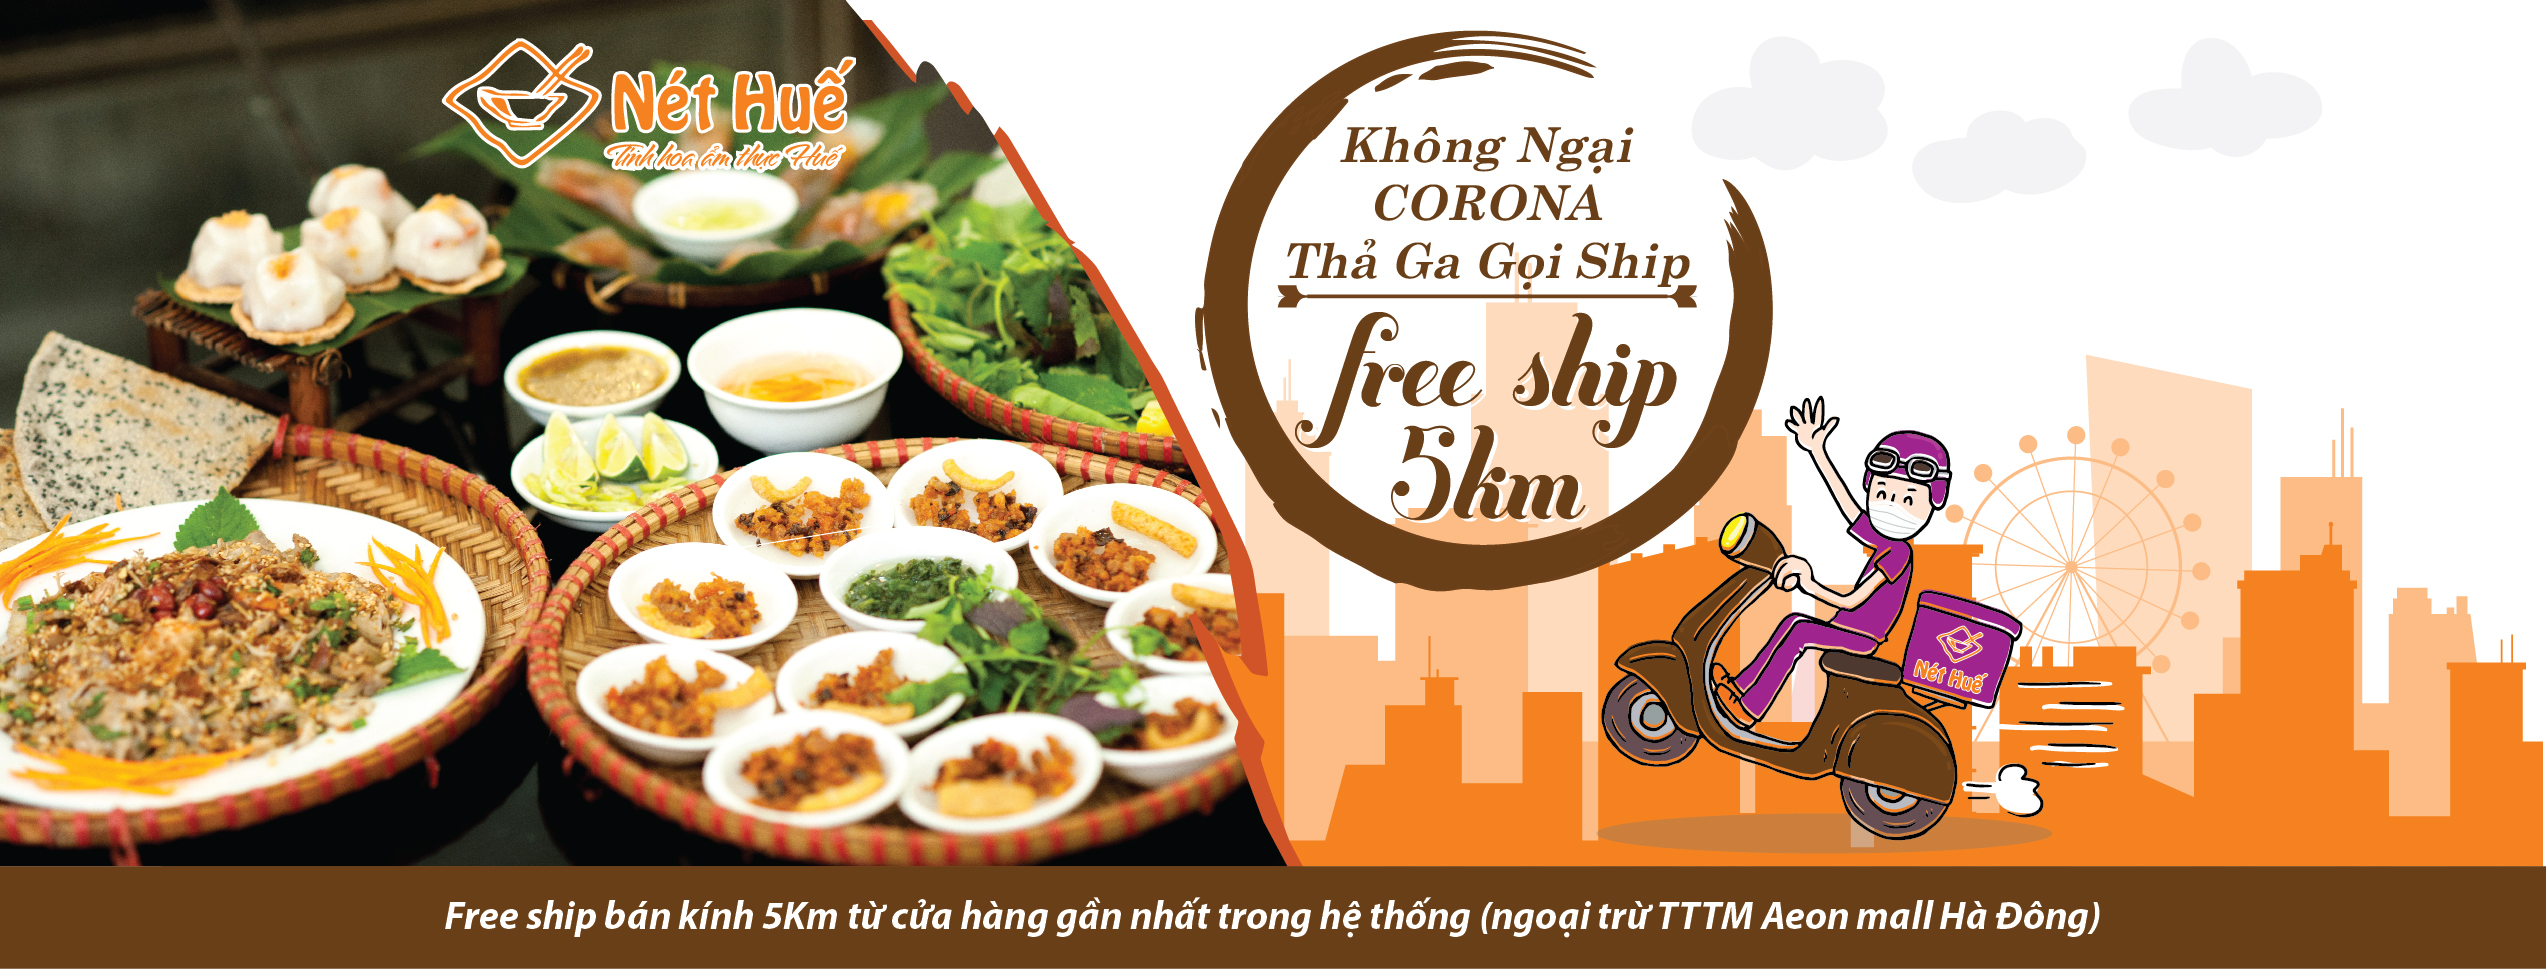 Nét Huế
Tinh hoa ẩm thực Huế
Không Ngại
CORONA
Thả Ga Gọi Ship
free ship
5km
Nét Huế
Free ship bán kính 5Km từ cửa hàng gần nhất trong hệ thống (ngoại trừ TTTM Aeon mall Hà Đông)